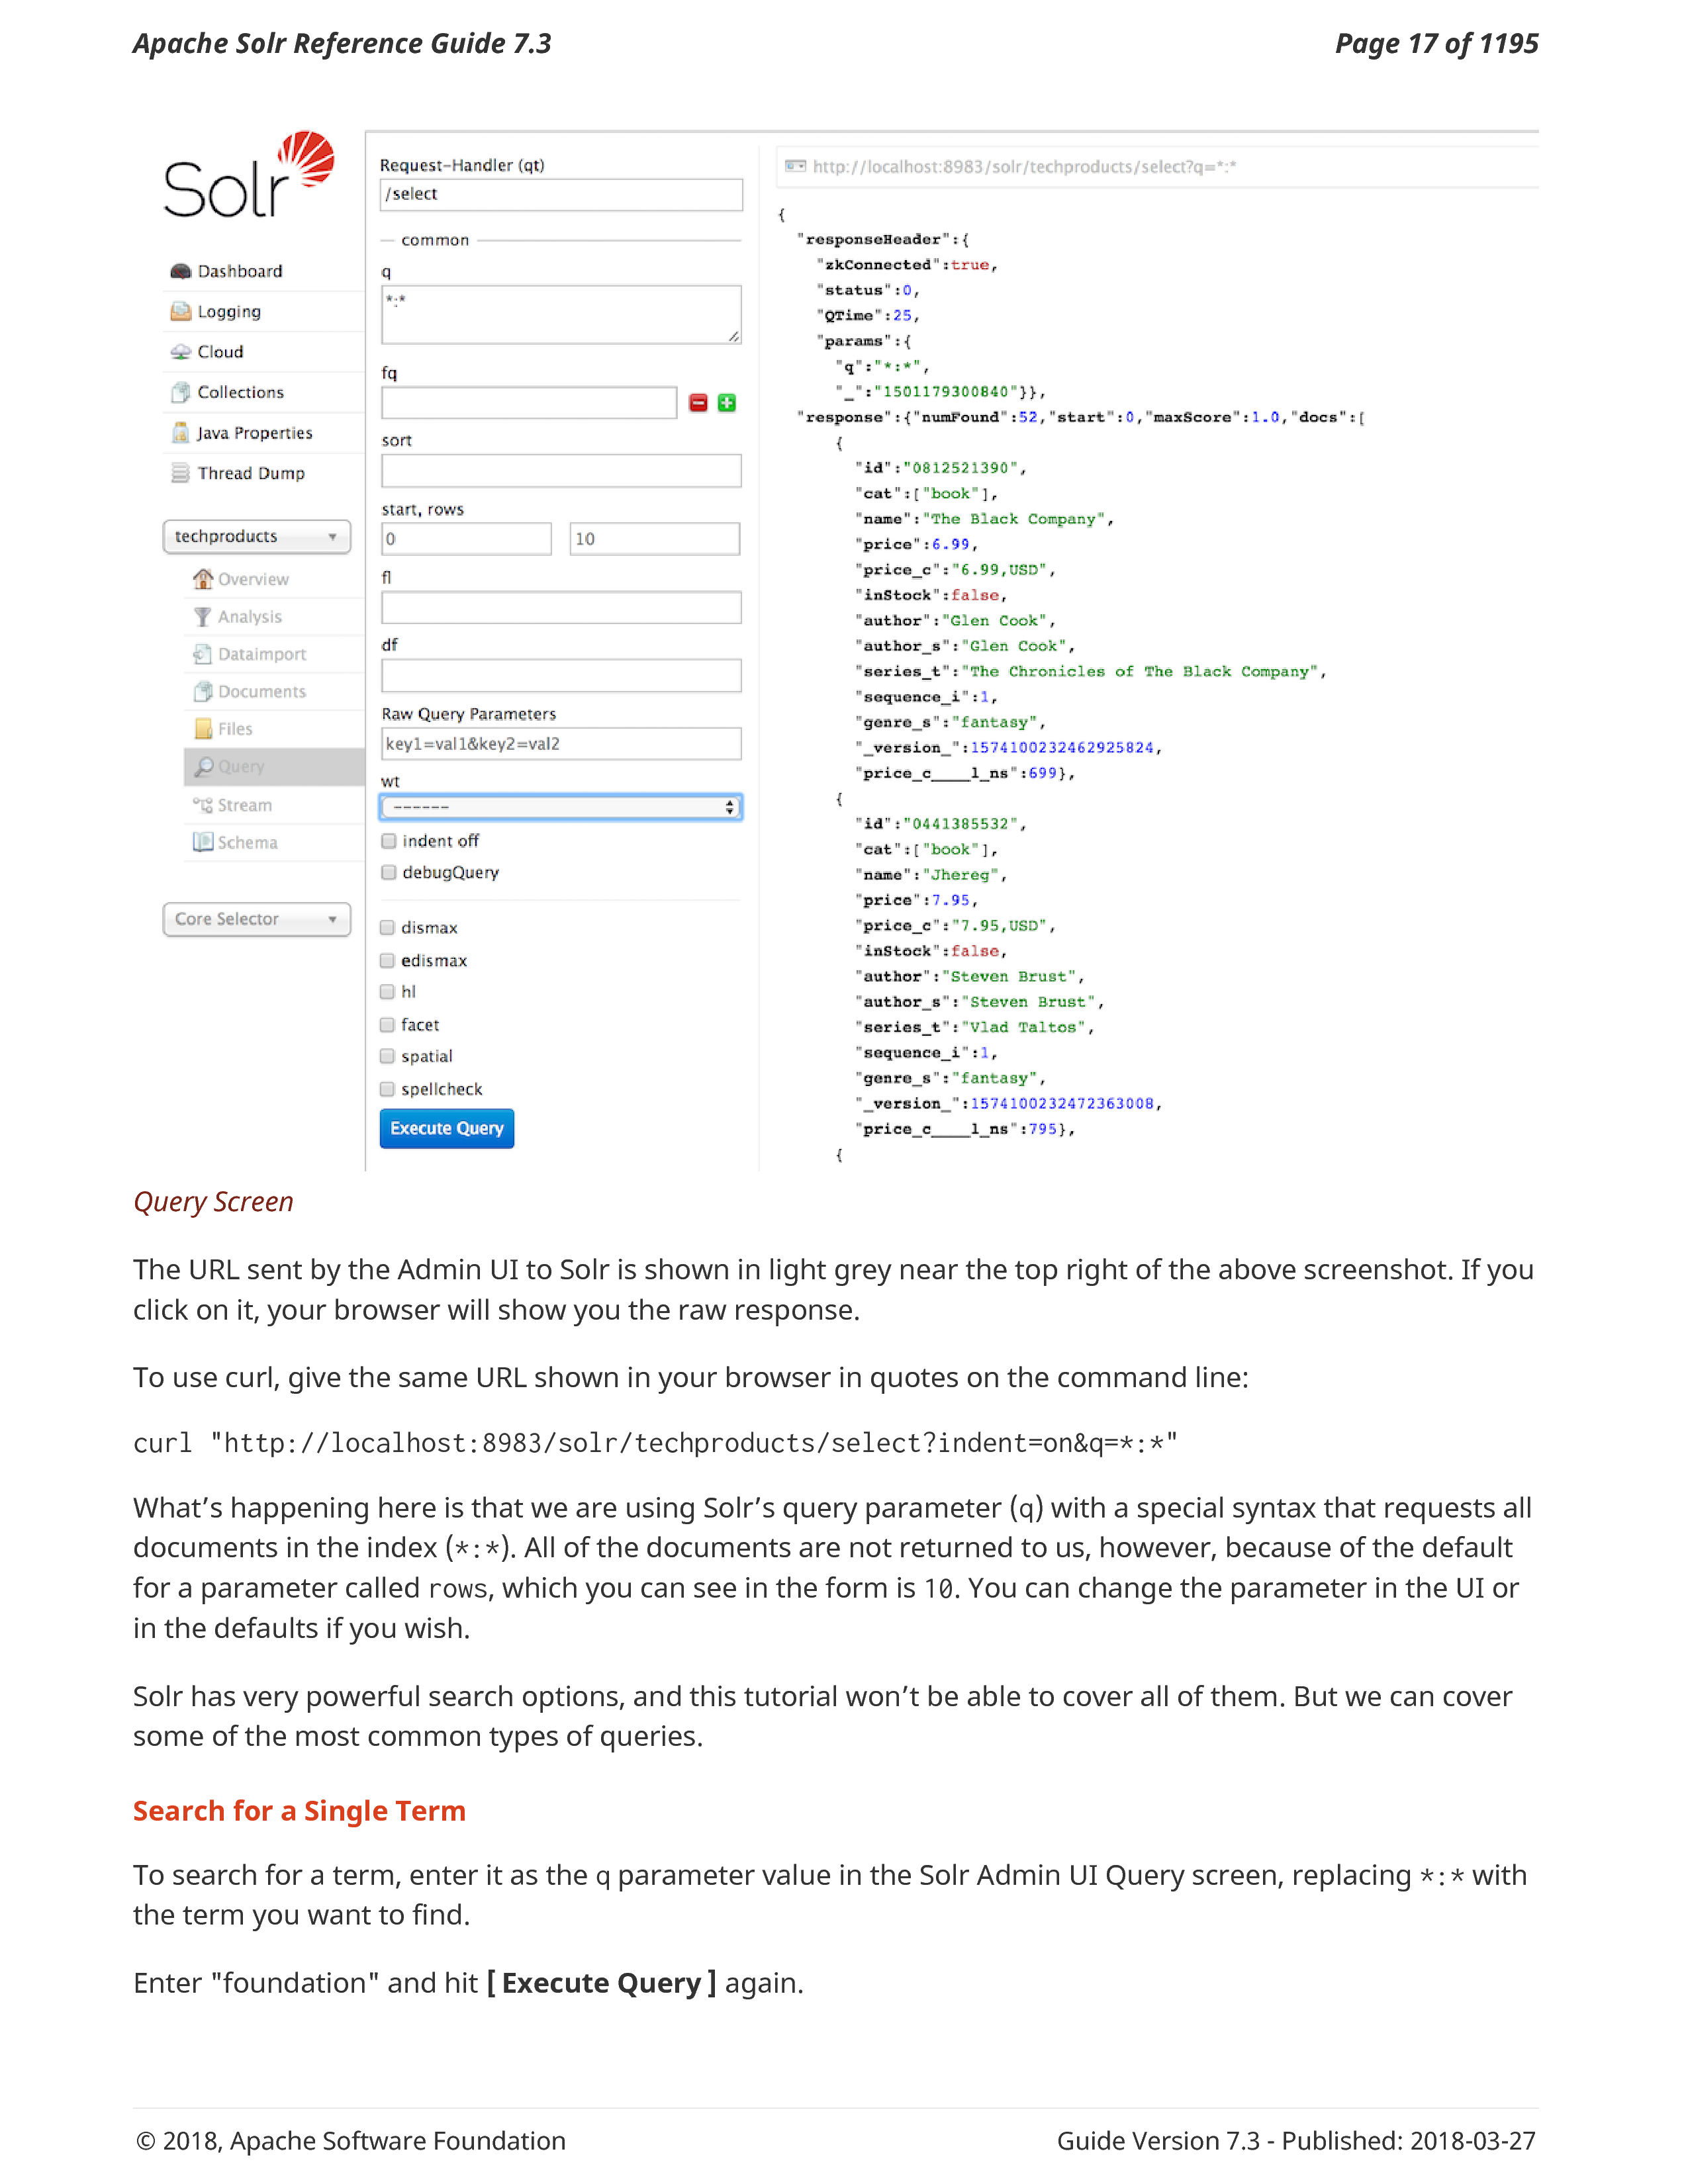 Apache Solr Reference Guide 7.3
Page 17 of 1195
Solr
Dashboard
Logging
Cloud
Collections
Java Properties
Thread Dump
techproducts
Overview
Analysis
Dataimport
Documents
Files
Query
Stream
Schema
Core Selector
Request-Handler (qt)
/select
common
q
*:*
fq
sort
start, rows
0
10
fl
df
Raw Query Parameters
key1=val1&key2=val2
wt
------
indent off
debugQuery
dismax
edismax
hl
facet
spatial
spellcheck
Execute Query
http://localhost:8983/solr/techproducts/select?q=*:*
{
"responseHeader":{
"zkConnected":true,
"status":0,
"QTime":25,
"params":{
"q":"*:*",
"_":"1501179300840"}},
"response":{"numFound":52,"start":0,"maxScore":1.0,"docs":[
{
"id":"0812521390",
"cat":["book"],
"name":"The Black Company",
"price":6.99,
"price_c":"6.99,USD",
"inStock":false,
"author":"Glen Cook",
"author_s":"Glen Cook",
"series_t":"The Chronicles of The Black Company",
"sequence_i":1,
"genre_s":"fantasy",
"_version_":1574100232462925824,
"price_c____l_ns":699},
{
"id":"0441385532",
"cat":["book"],
"name":"Jhereg",
"price":7.95,
"price_c":"7.95,USD",
"inStock":false,
"author":"Steven Brust",
"author_s":"Steven Brust",
"series_t":"Vlad Taltos",
"sequence_i":1,
"genre_s":"fantasy",
"_version_":1574100232472363008,
"price_c____l_ns":795},
{
Query Screen
The URL sent by the Admin UI to Solr is shown in light grey near the top right of the above screenshot. If you
click on it, your browser will show you the raw response.
To use curl, give the same URL shown in your browser in quotes on the command line:
curl "http://localhost:8983/solr/techproducts/select?indent=on&q=*:*"
What’s happening here is that we are using Solr’s query parameter (q) with a special syntax that requests all
documents in the index (*:*). All of the documents are not returned to us, however, because of the default
for a parameter called rows, which you can see in the form is 10. You can change the parameter in the UI or
in the defaults if you wish.
Solr has very powerful search options, and this tutorial won’t be able to cover all of them. But we can cover
some of the most common types of queries.
Search for a Single Term
To search for a term, enter it as the q parameter value in the Solr Admin UI Query screen, replacing *:* with
the term you want to find.
Enter "foundation" and hit [ Execute Query ] again.
© 2018, Apache Software Foundation
Guide Version 7.3 - Published: 2018-03-27